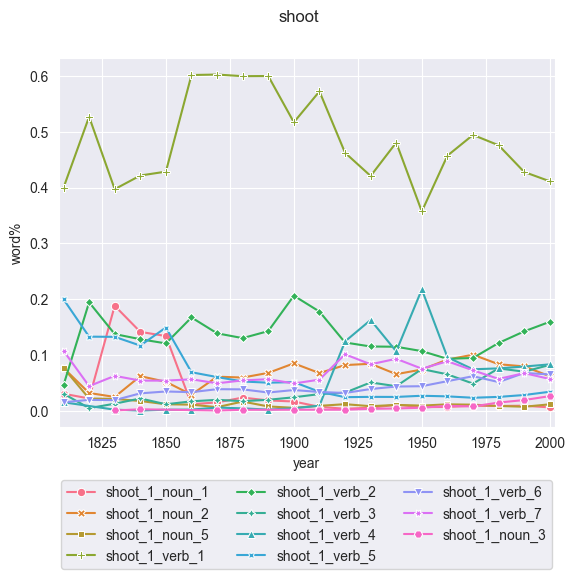 shoot
0.6
0.5
0.4
0.3
0.2
0.1
0.0
word%
1825 1850 1875 1900 1925 1950 1975 2000
year
shoot_1_noun_1 shoot_1_verb_2 shoot_1_verb_6
shoot_1_noun_2 shoot_1_verb_3 shoot_1_verb_7
shoot_1_noun_5 shoot_1_verb_4 shoot_1_noun_3
shoot_1_verb_1 shoot_1_verb_5